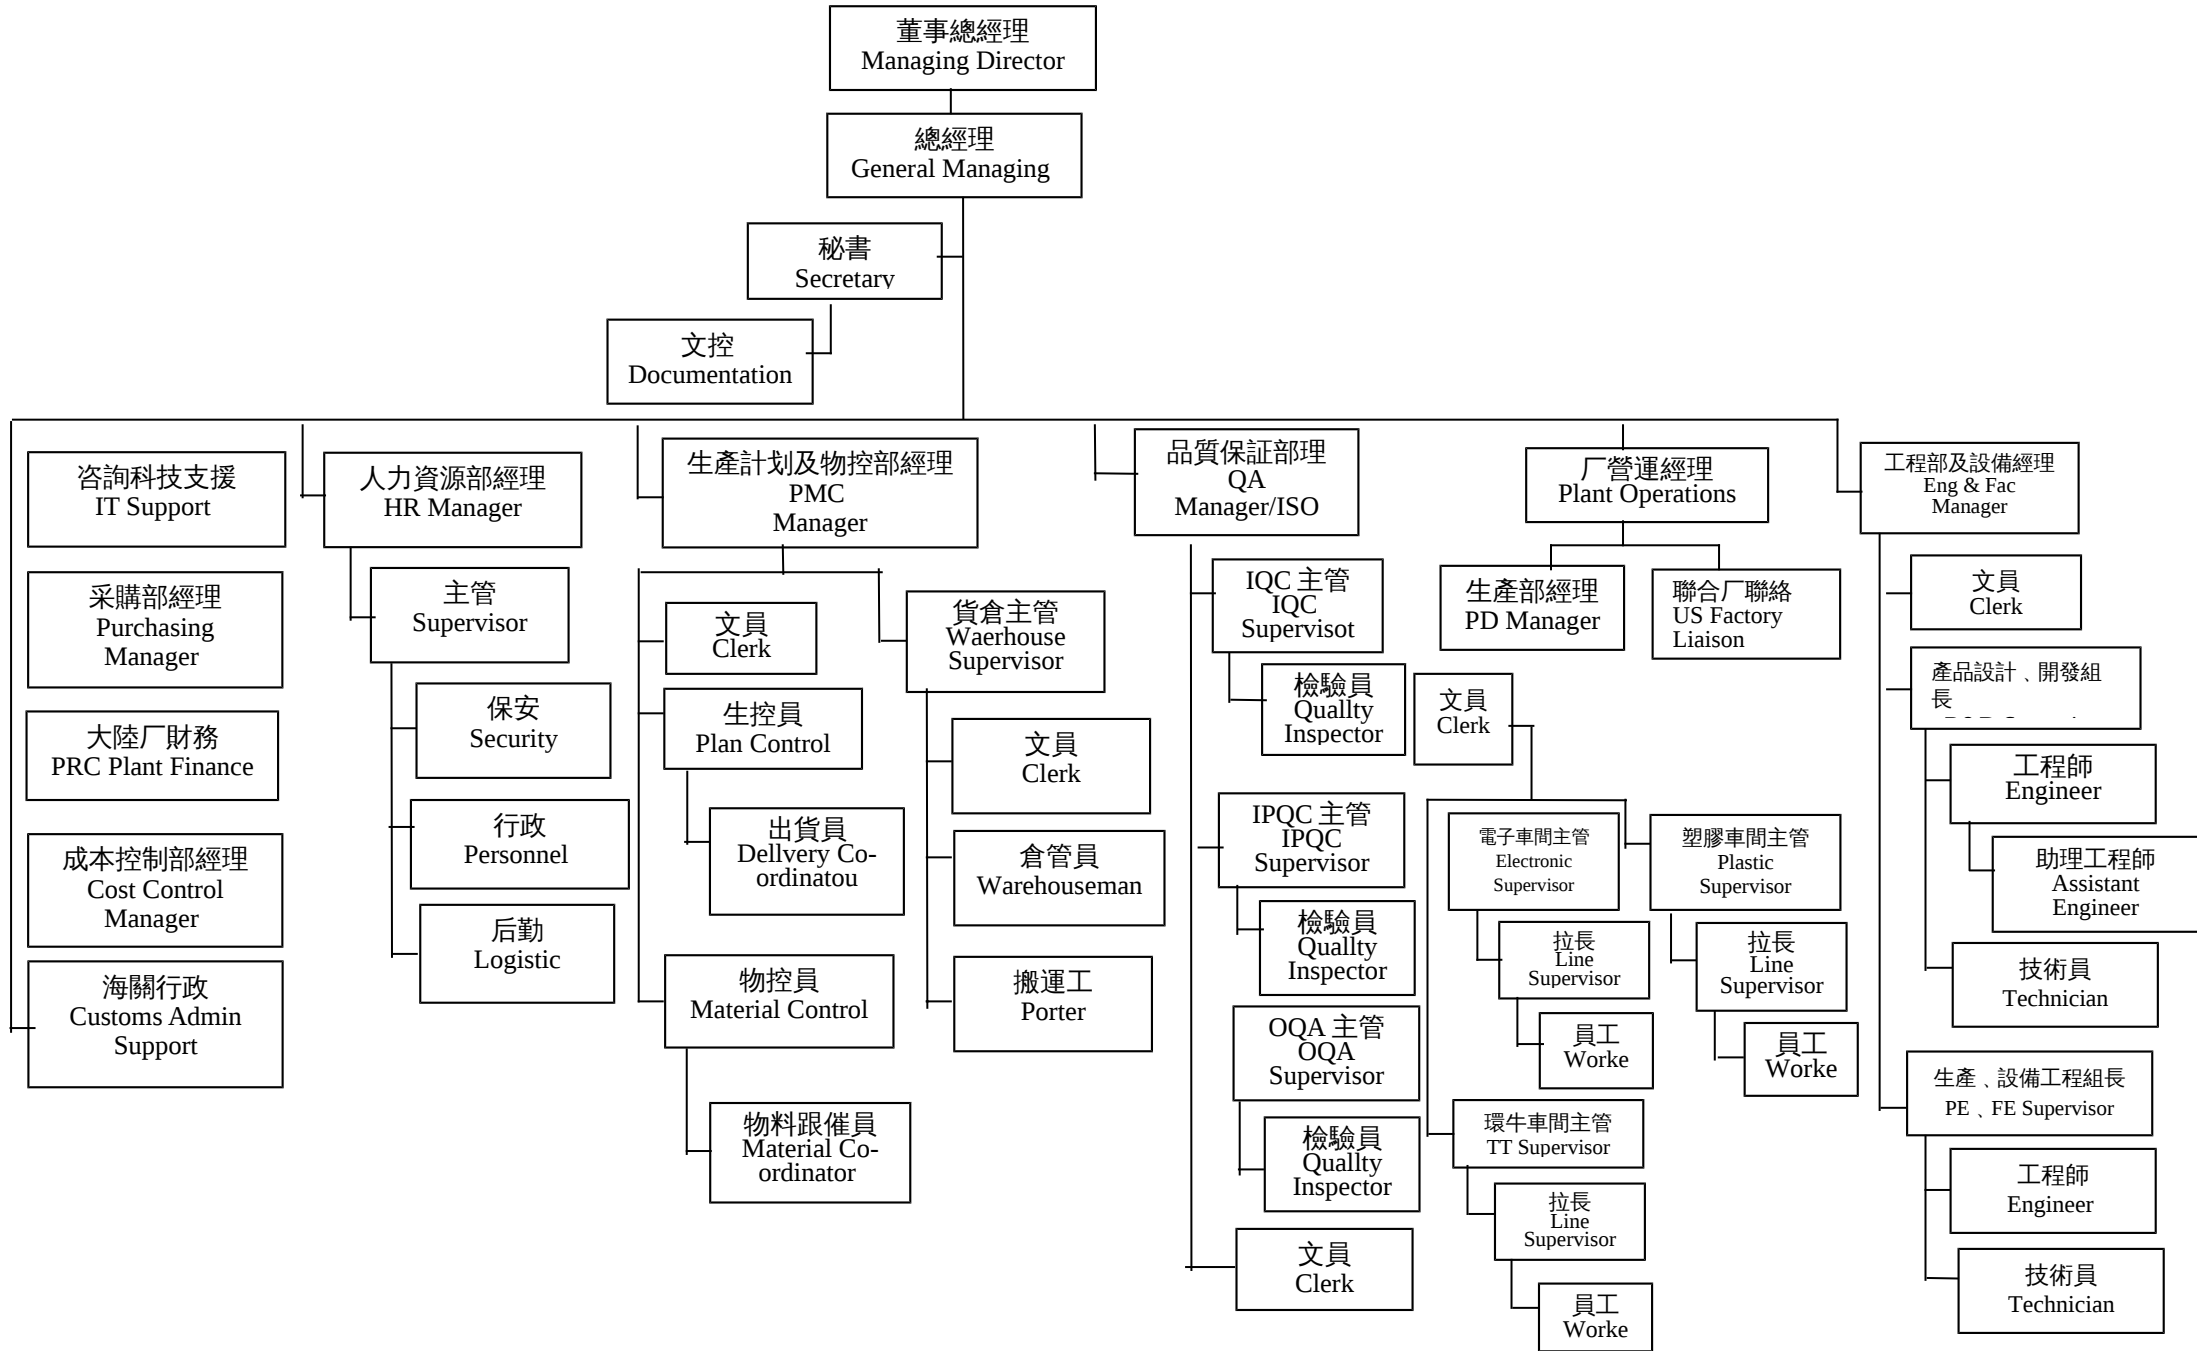 董事總經理
Managing Director
總經理
General Managing
秘書
Secretary
文控
Documentation
咨詢科技支援
IT Support
采購部經理
Purchasing
Manager
大陸厂財務
PRC Plant Finance
成本控制部經理
Cost Control
Manager
海關行政
Customs Admin
Support
人力資源部經理
HR Manager
主管
Supervisor
保安
Security
行政
Personnel
后勤
Logistic
生產計划及物控部經理
PMC
Manager
文員
Clerk
生控員
Plan Control
出貨員
Dellvery Co-
ordinatou
物控員
Material Control
物料跟催員
Material Co-
ordinator
貨倉主管
Waerhouse
Supervisor
文員
Clerk
倉管員
Warehouseman
搬運工
Porter
品質保証部理
QA
Manager/ISO
IQC 主管
IQC
Supervisot
檢驗員
Quallty
Inspector
IPQC 主管
IPQC
Supervisor
檢驗員
Quallty
Inspector
OQA 主管
OQA
Supervisor
檢驗員
Quallty
Inspector
文員
Clerk
厂營運經理
Plant Operations
生產部經理
PD Manager
聯合厂聯絡
US Factory
Liaison
文員
Clerk
電子車間主管
Electronic
Supervisor
拉長
Line
Supervisor
員工
Worke
塑膠車間主管
Plastic
Supervisor
拉長
Line
Supervisor
員工
Worke
環牛車間主管
TT Supervisor
拉長
Line
Supervisor
員工
Worke
工程部及設備經理
Eng & Fac
Manager
文員
Clerk
產品設計﹑開發組
長
工程師
Engineer
助理工程師
Assistant
Engineer
技術員
Technician
生產﹑設備工程組長
PE﹑FE Supervisor
工程師
Engineer
技術員
Technician